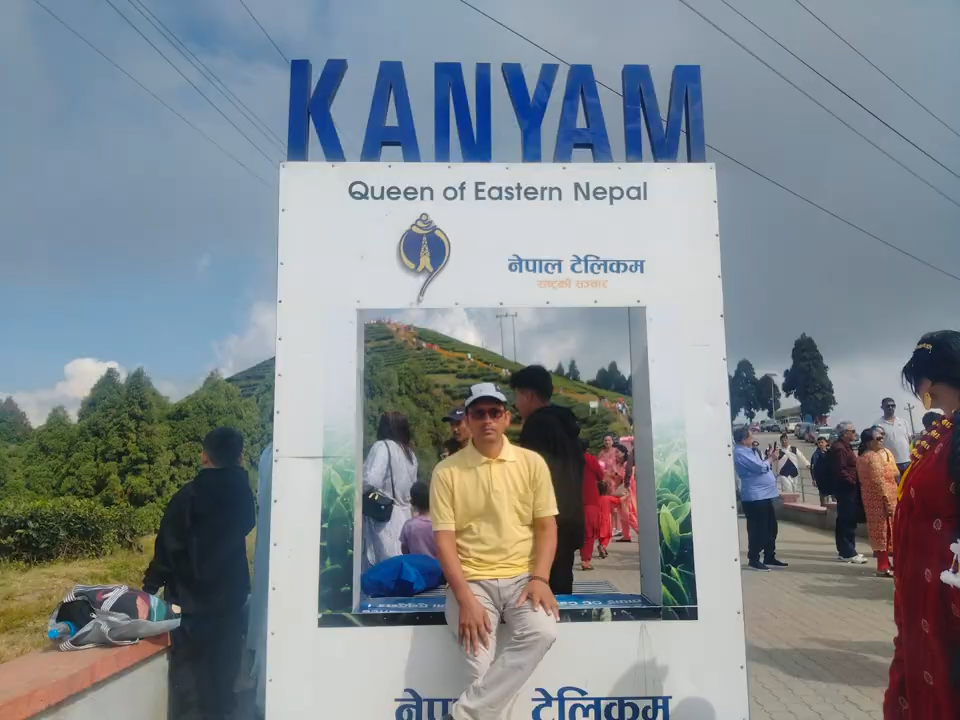 KANYAM
Queen of Eastern Nepal
नेपाल टेलिकम
राष्ट्रको सञ्चार
टेलिकम